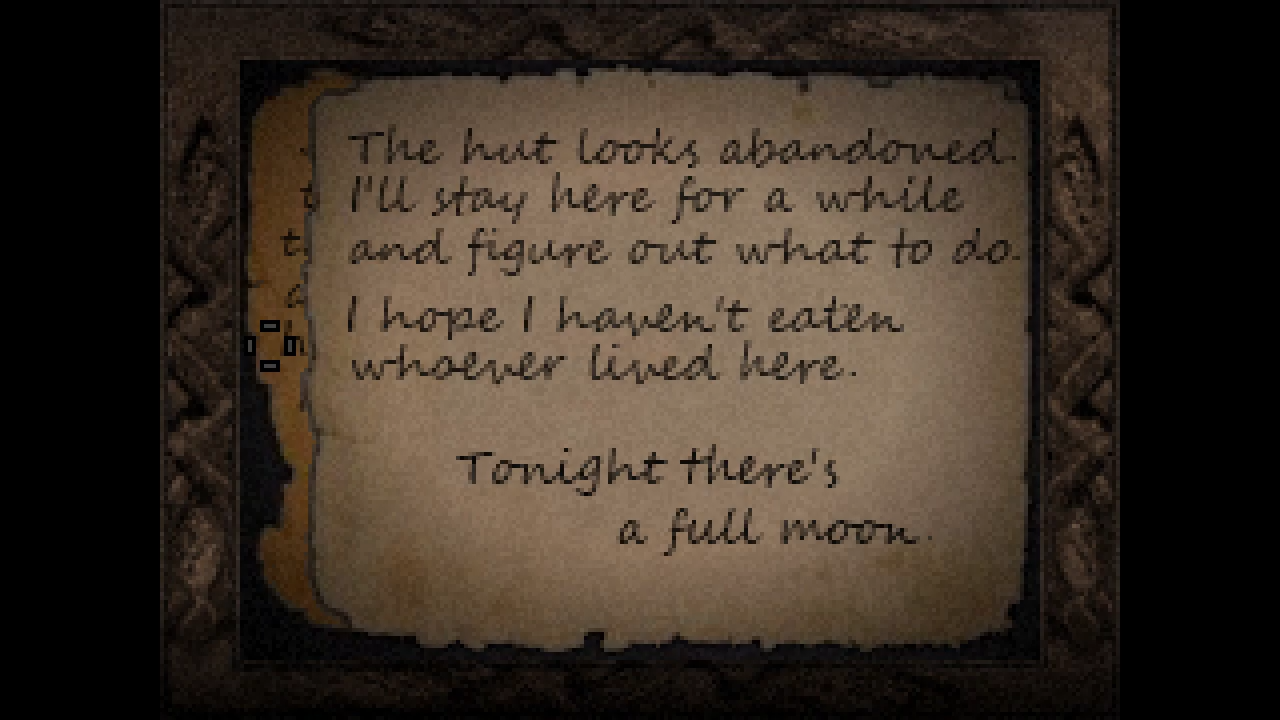 The hut looks abandoned.
I'll stay here for a while
and figure out what to do.
I hope I haven't eaten
whoever lived here.
Tonight there's
a full moon.